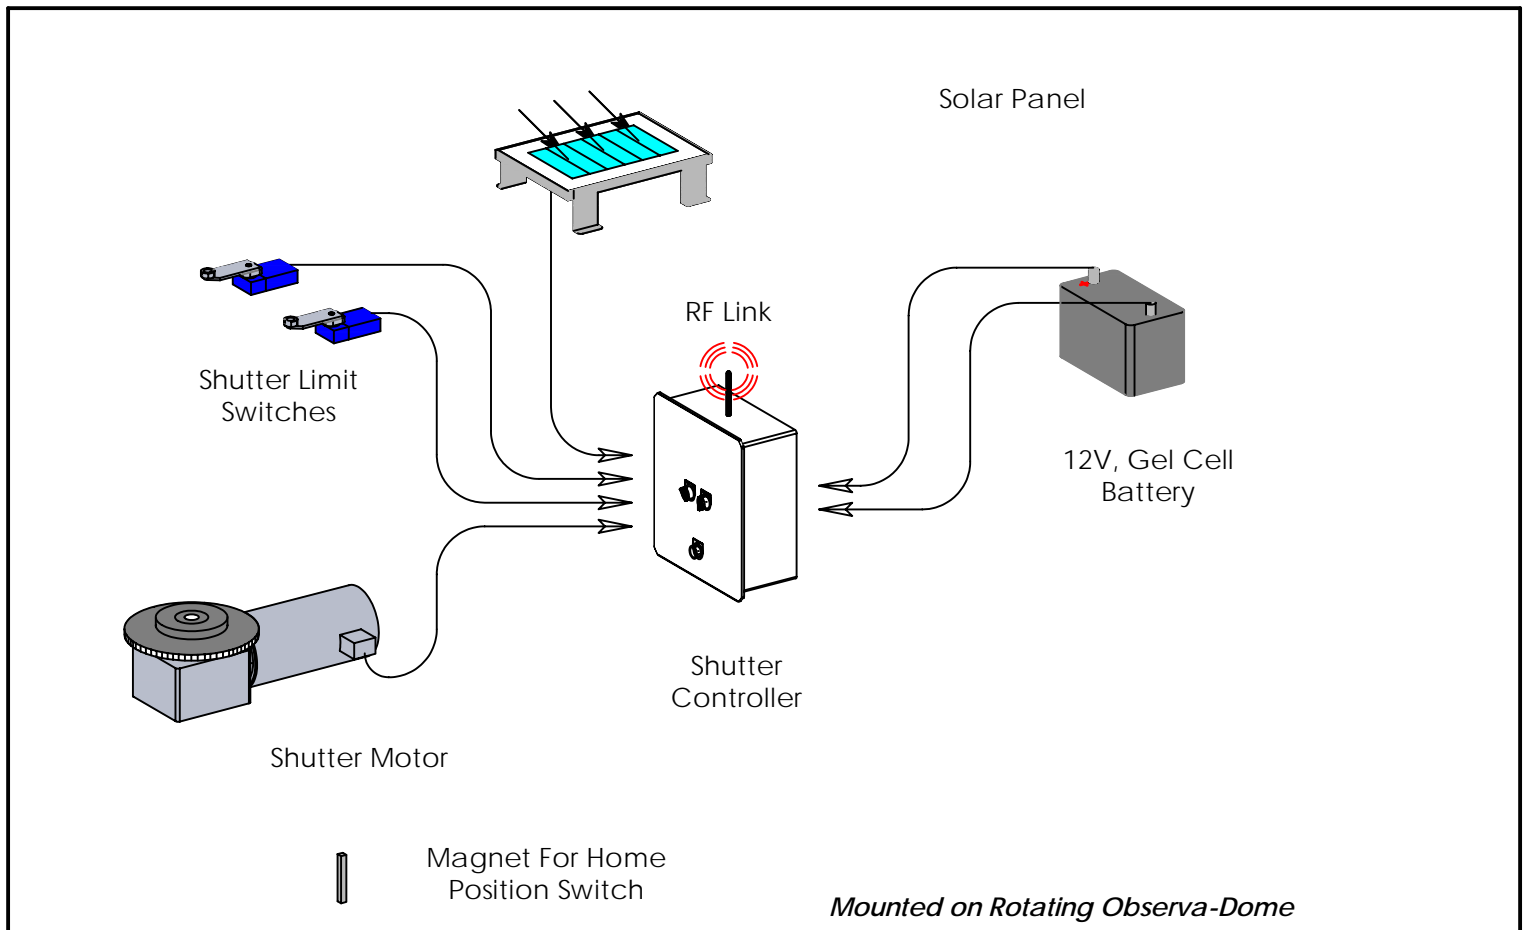 Solar Panel
RF Link
Shutter Limit
Switches
12V, Gel Cell
Battery
Shutter
Controller
Shutter Motor
Magnet For Home
Position Switch
Mounted on Rotating Observa-Dome